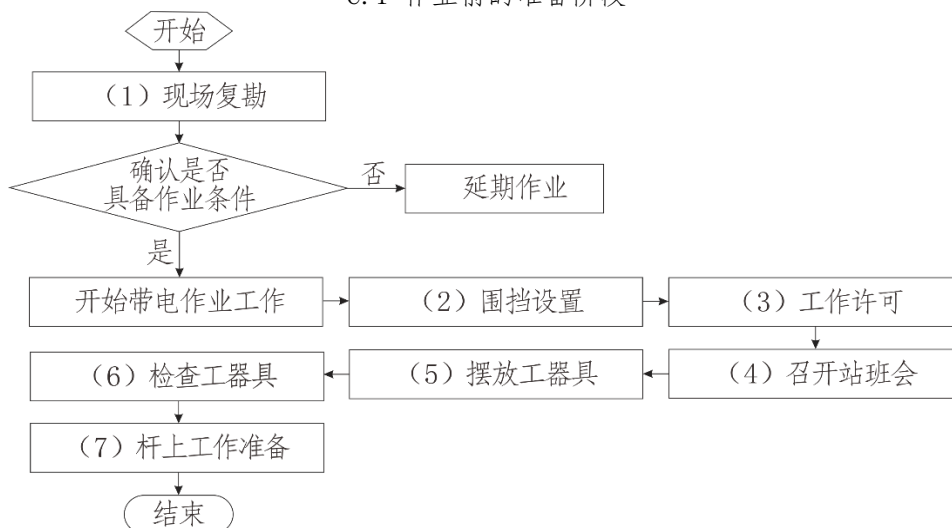 开始
(1)现场复勘
确认是否
具备作业条件
否
延期作业
是
开始带电作业工作
(2)围挡设置
(3)工作许可
(4)召开站班会
(5)摆放工器具
(6)检查工器具
(7)杆上工作准备
结束